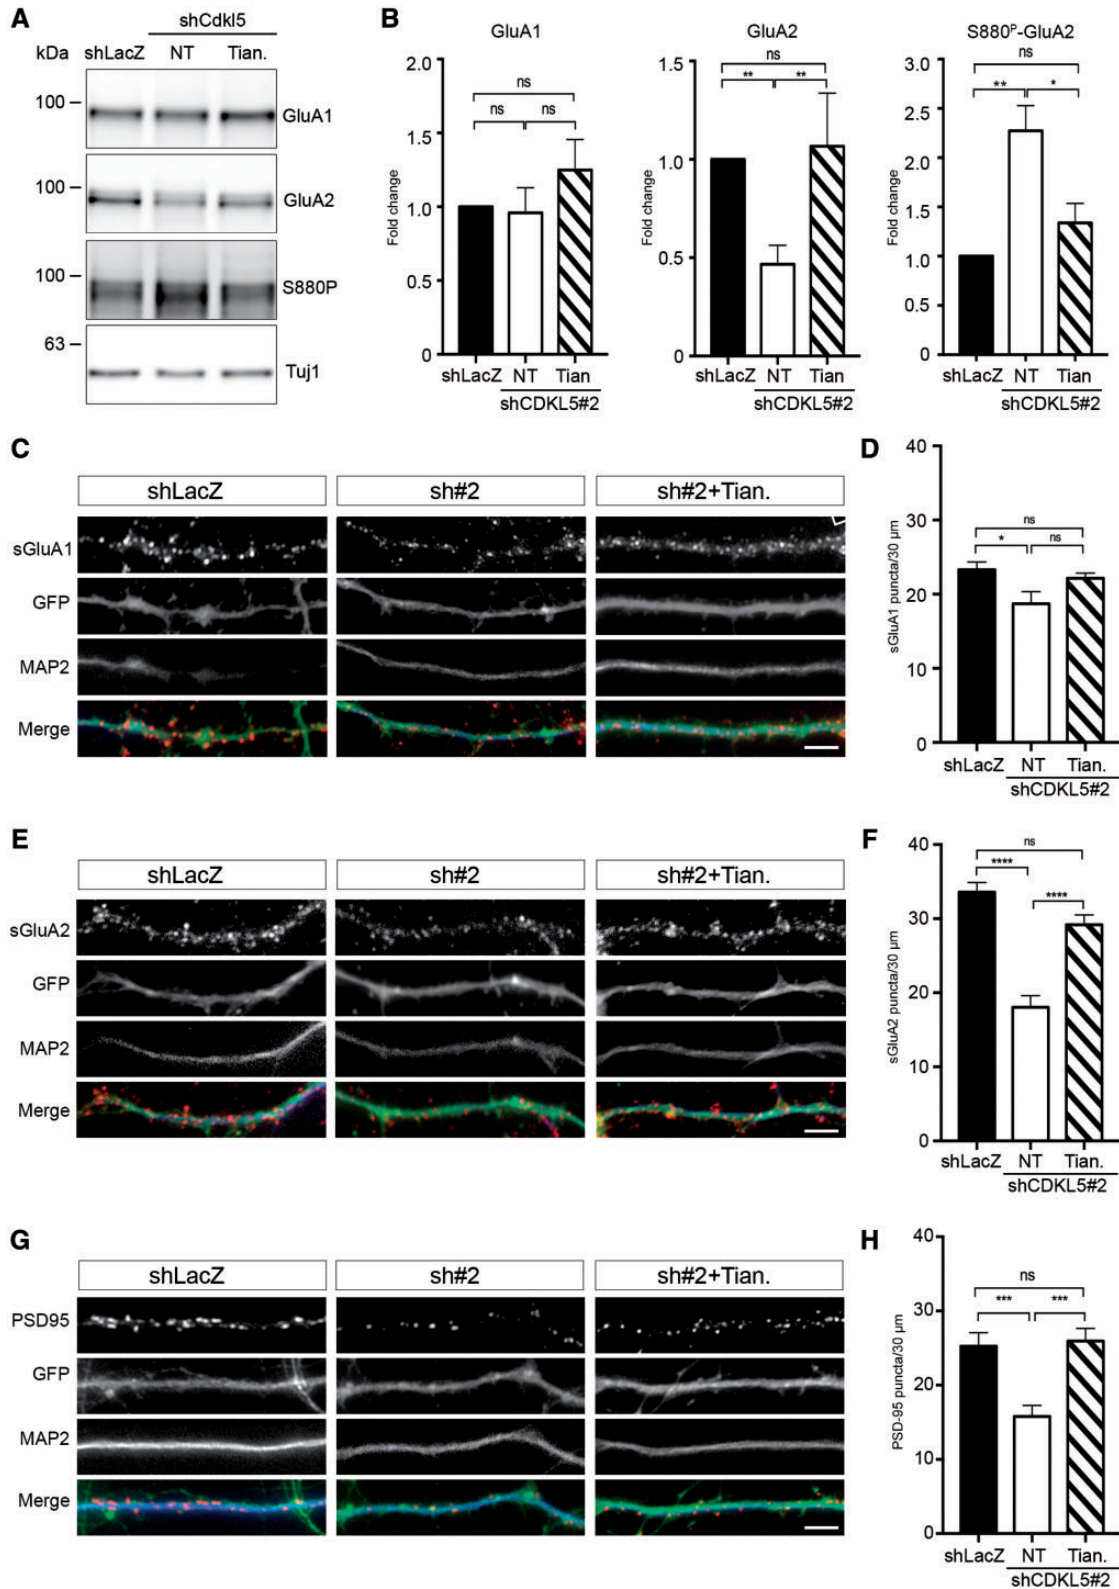 A
shCdkl5
kDa shLacZ NT Tian.
100
GluA1
100
GluA2
100
S880P
63
Tuj1
B
GluA1
Fold change
2.0
1.5
1.0
0.5
0
ns
ns ns
shLacZ NT Tian
shCDKL5#2
GluA2
Fold change
1.5
1.0
0.5
0
ns
** **
shLacZ NT Tian
shCDKL5#2
S880P-GluA2
Fold change
3.0
2.5
2.0
1.5
1.0
0.5
0
ns
** *
shLacZ NT Tian
shCDKL5#2
C
shLacZ sh#2 sh#2+Tian.
sGluA1
GFP
MAP2
Merge
D
sGluA1 puncta/30 µm
40
30
20
10
0
ns
* ns
shLacZ NT Tian.
shCDKL5#2
E
shLacZ sh#2 sh#2+Tian.
sGluA2
GFP
MAP2
Merge
F
sGluA2 puncta/30 µm
40
30
20
10
0
ns
****
****
shLacZ NT Tian.
shCDKL5#2
G
shLacZ sh#2 sh#2+Tian.
PSD95
GFP
MAP2
Merge
H
PSD-95 puncta/30 µm
40
30
20
10
0
ns
*** ***
shLacZ NT Tian.
shCDKL5#2